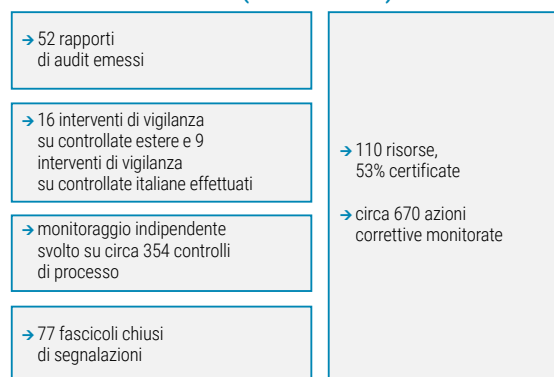 → 52 rapporti
di audit emessi
→ 16 interventi di vigilanza
su controllate estere e 9
interventi di vigilanza
su controllate italiane effettuati
→ monitoraggio indipendente
svolto su circa 354 controlli
di processo
→ 77 fascicoli chiusi
di segnalazioni
→ 110 risorse,
53% certificate
→ circa 670 azioni
correttive monitorate